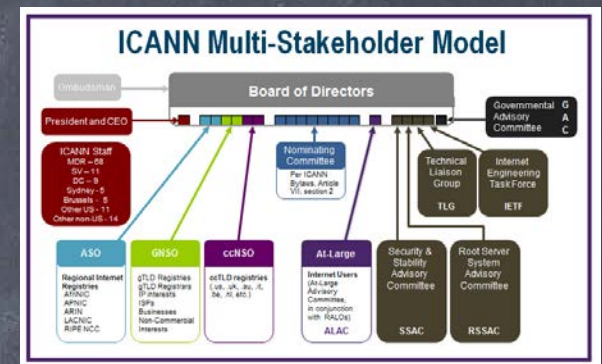 ICANN Multi-Stakeholder Model
Ombudsman
Board of Directors
President and CEO
Governmental
Advisory
Committee
G
A
C
ICANN Staff
MDR – 68
SV – 11
DC – 9
Sydney - 5
Brussels - 5
Other US - 11
Other non-US - 14
Nominating
Committee
Per ICANN
Bylaws, Article
VII, section 2
Technical
Liaison
Group
TLG
Internet
Engineering
Task Force
IETF
ASO
Regional Internet
Registries
AfriNIC
APNIC
ARIN
LACNIC
RIPE NCC
GNSO
gTLD Registries
gTLD Registrars
IP interests
ISPs
Businesses
Non-Commercial
Interests
ccNSO
ccTLD registries
(.us, .uk, .au, .it,
.be, .nl, etc.)
At-Large
Internet Users
(At-Large
Advisory
Committee,
in conjunction
with RALOs)
ALAC
Security &
Stability
Advisory
Committee
SSAC
Root Server
System
Advisory
Committee
RSSAC